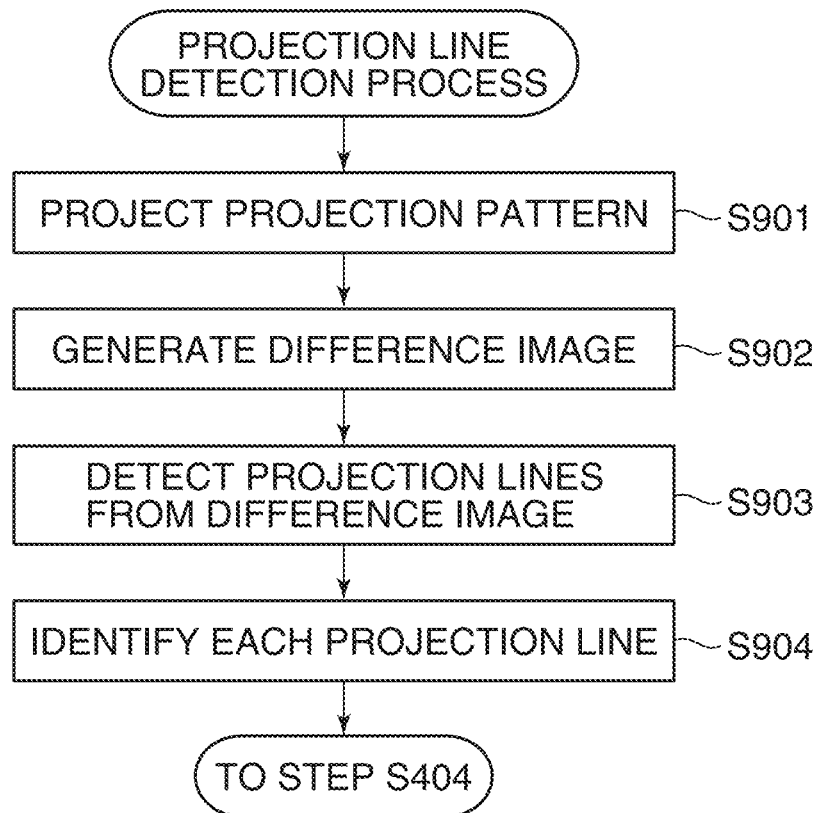 PROJECTION LINE
DETECTION PROCESS
PROJECT PROJECTION PATTERN
S901
GENERATE DIFFERENCE IMAGE
S902
DETECT PROJECTION LINES
FROM DIFFERENCE IMAGE
S903
IDENTIFY EACH PROJECTION LINE
S904
TO STEP S404